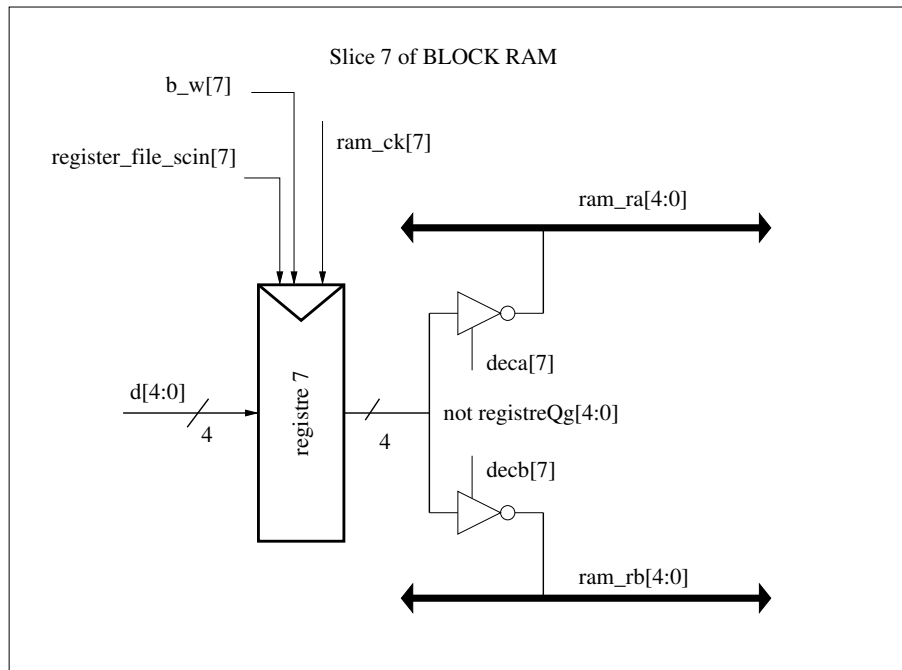 Slice 7 of BLOCK RAM
b_w[7]
ram_ck[7]
register_file_scin[7]
ram_ra[4:0]
deca[7]
d[4:0]
4
registre 7
4
not registreQg[4:0]
decb[7]
ram_rb[4:0]